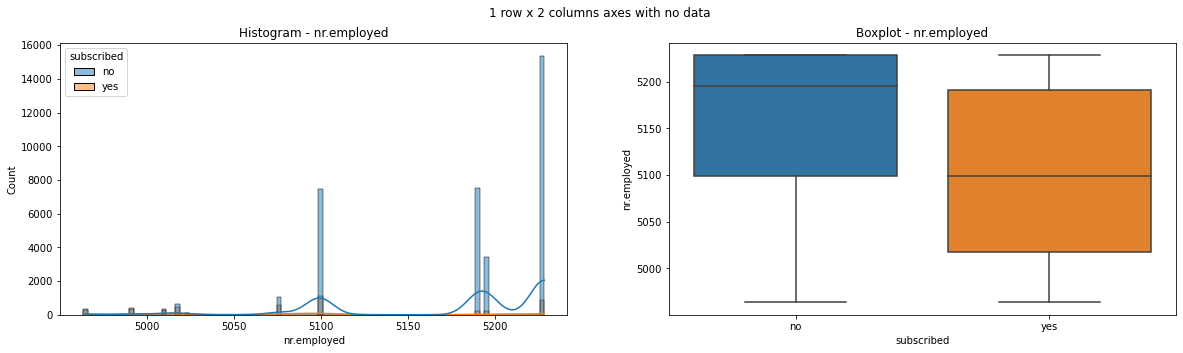 1 row x 2 columns axes with no data
Histogram - nr.employed
subscribed
no
yes
16000
14000
12000
10000
8000
6000
4000
2000
0
Count
5000
5050
5100
5150
5200
nr.employed
Boxplot - nr.employed
5200
5150
5100
5050
5000
nr.employed
no
yes
subscribed